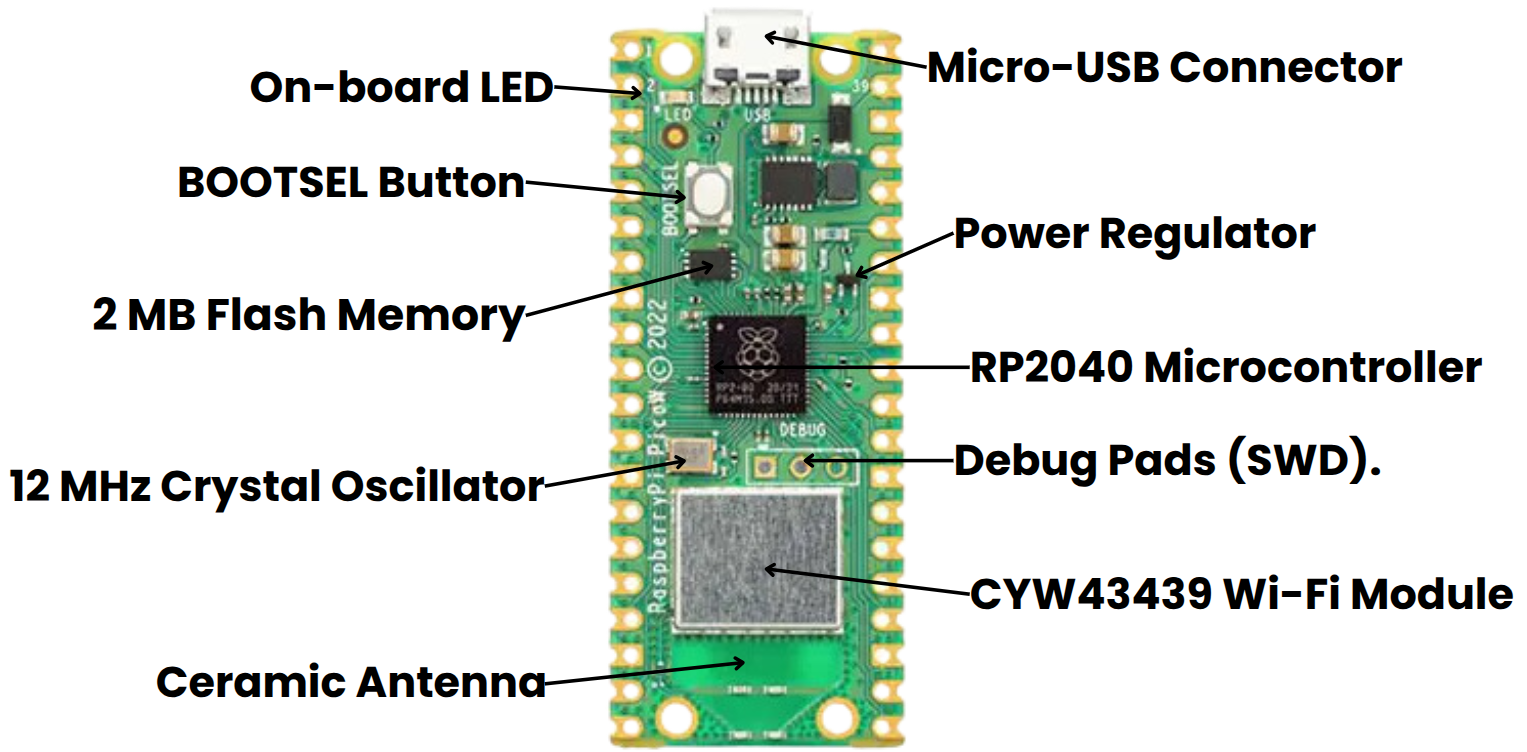 Micro-USB Connector
On-board LED
1
2
39
LED
USB
BOOTSEL Button
BOOTSEL
Power Regulator
2 MB Flash Memory
RP2040 Microcontroller
RP2-B0 20/21
P64M15.00 TTT
DEBUG
Debug Pads (SWD).
12 MHz Crystal Oscillator
Raspberry Pi Pico W © 2022
CYW43439 Wi-Fi Module
Ceramic Antenna